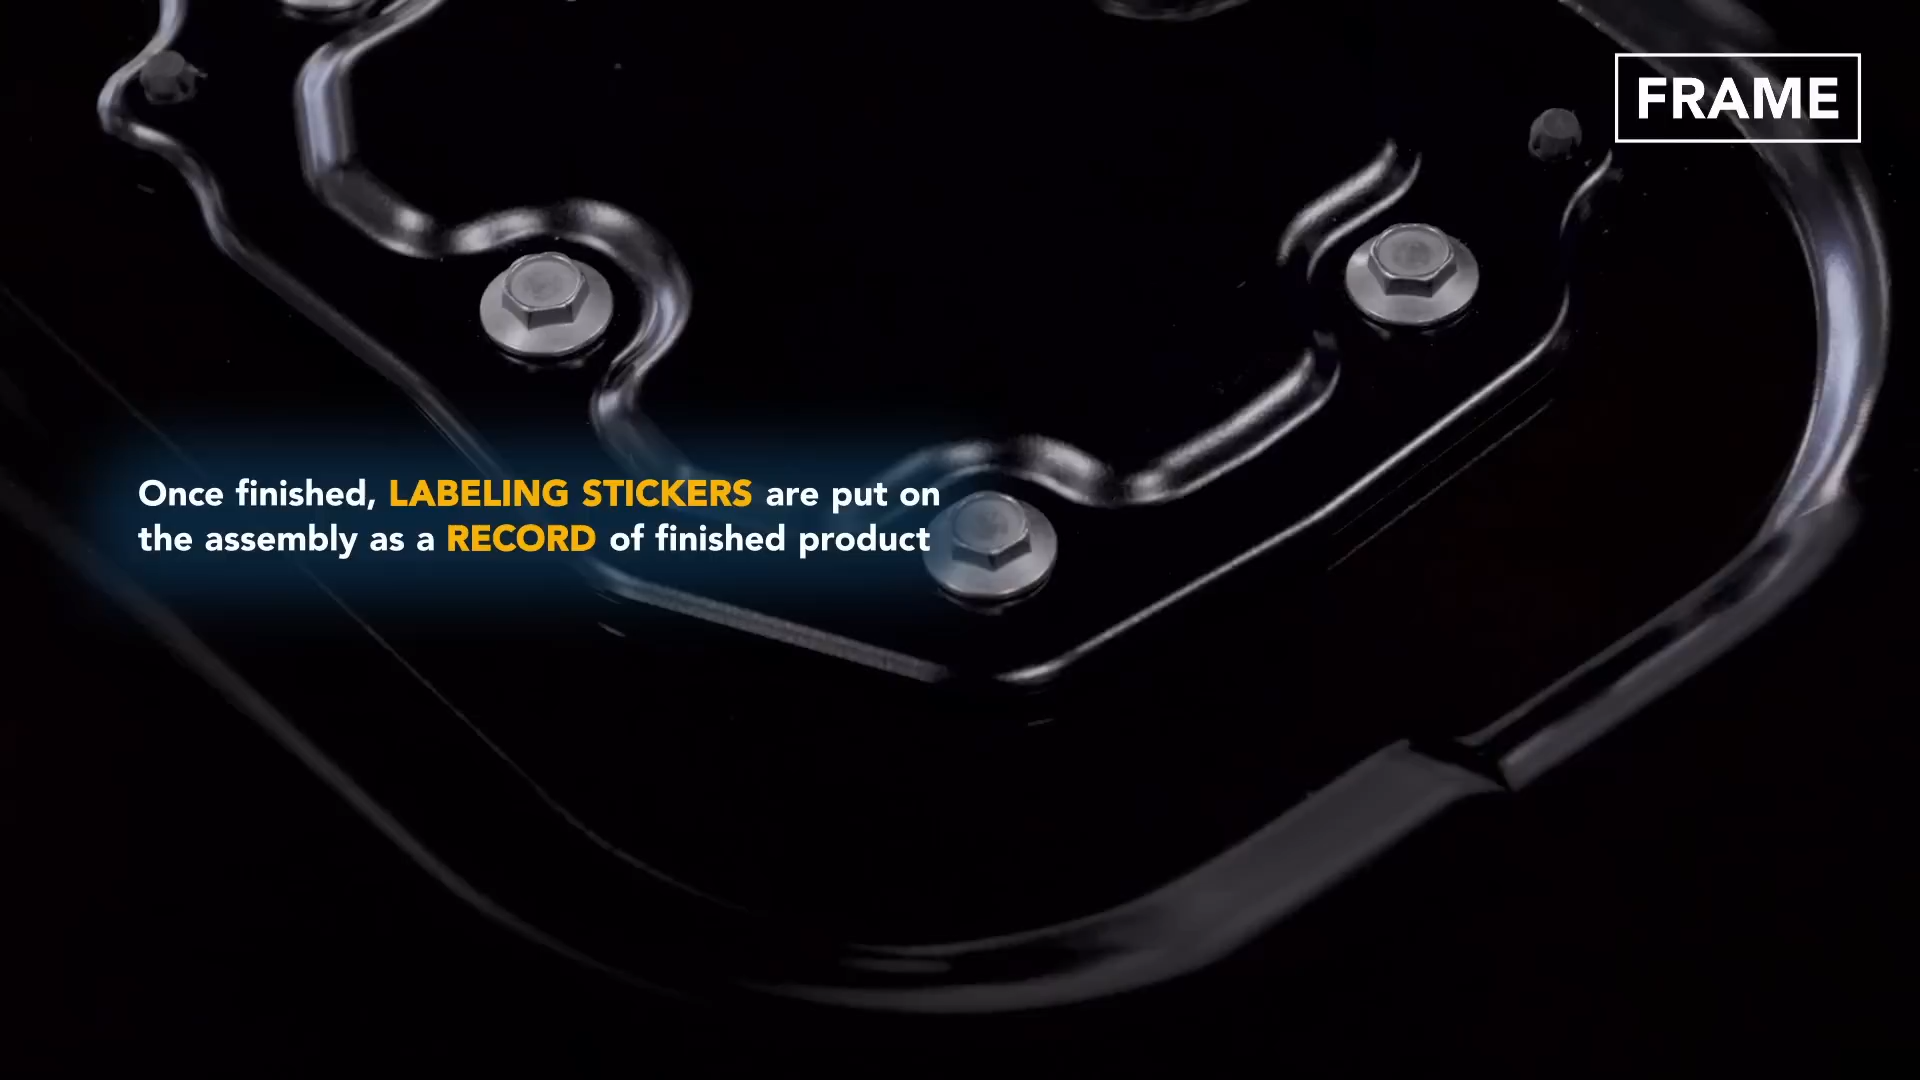 FRAME
Once finished, LABELING STICKERS are put on
the assembly as a RECORD of finished product